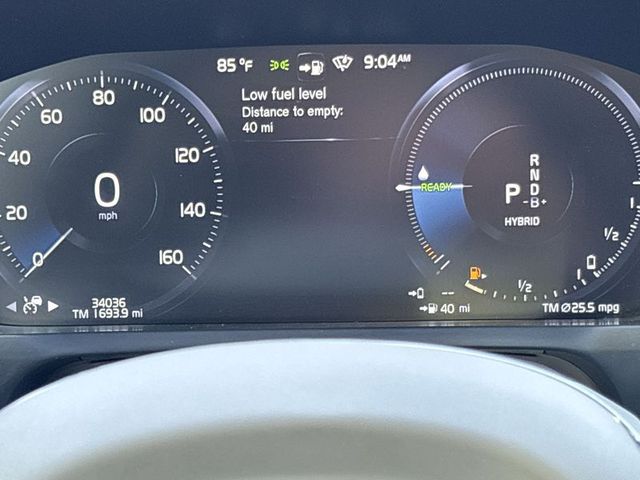 85 °F 9:04AM
Low fuel level
Distance to empty:
40 mi
0
20
40
60
80
100
120
140
160
0
mph
34036
TM 1693.9 mi
READY
R
N
D
P -B+
HYBRID
1/2
1
1/2
1
--
40 mi
TM Ø25.5 mpg